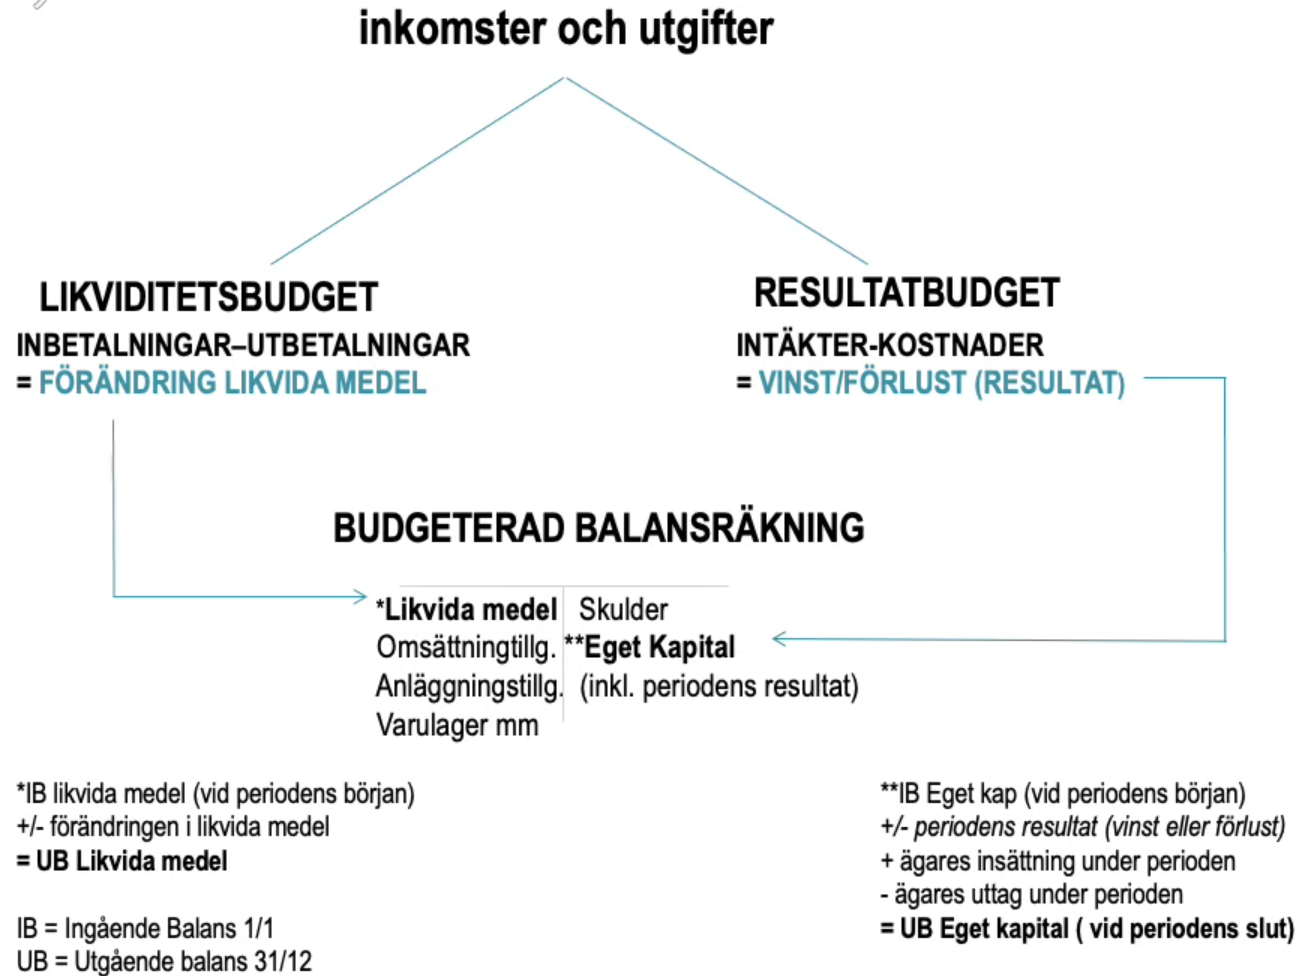 inkomster och utgifter
LIKVIDITETSBUDGET
INBETALNINGAR–UTBETALNINGAR
= FÖRÄNDRING LIKVIDA MEDEL
RESULTATBUDGET
INTÄKTER-KOSTNADER
= VINST/FÖRLUST (RESULTAT)
BUDGETERAD BALANSRÄKNING
*Likvida medel Skulder
Omsättningtillg. **Eget Kapital
Anläggningstillg. (inkl. periodens resultat)
Varulager mm
*IB likvida medel (vid periodens början)
+/- förändringen i likvida medel
= UB Likvida medel
IB = Ingående Balans 1/1
UB = Utgående balans 31/12
**IB Eget kap (vid periodens början)
+/- periodens resultat (vinst eller förlust)
+ ägares insättning under perioden
- ägares uttag under perioden
= UB Eget kapital ( vid periodens slut)